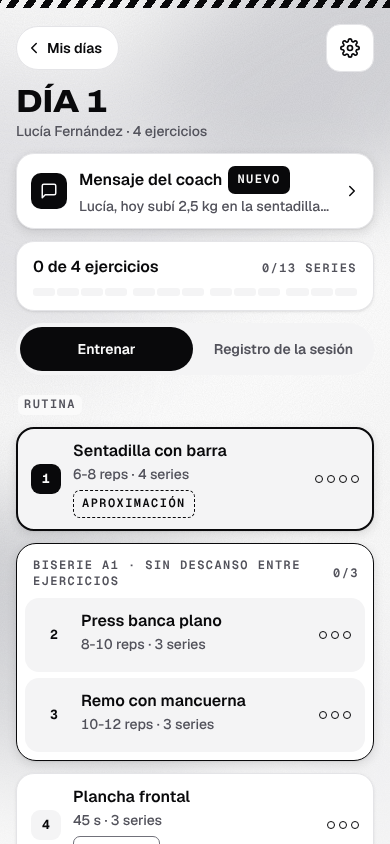 Mis días
DÍA 1
Lucía Fernández · 4 ejercicios
Mensaje del coach NUEVO
Lucía, hoy subí 2,5 kg en la sentadilla…
0 de 4 ejercicios 0/13 SERIES
Entrenar Registro de la sesión
RUTINA
1 Sentadilla con barra
6-8 reps · 4 series
APROXIMACIÓN
BISERIE A1 · SIN DESCANSO ENTRE
EJERCICIOS 0/3
2 Press banca plano
8-10 reps · 3 series
3 Remo con mancuerna
10-12 reps · 3 series
4 Plancha frontal
45 s · 3 series